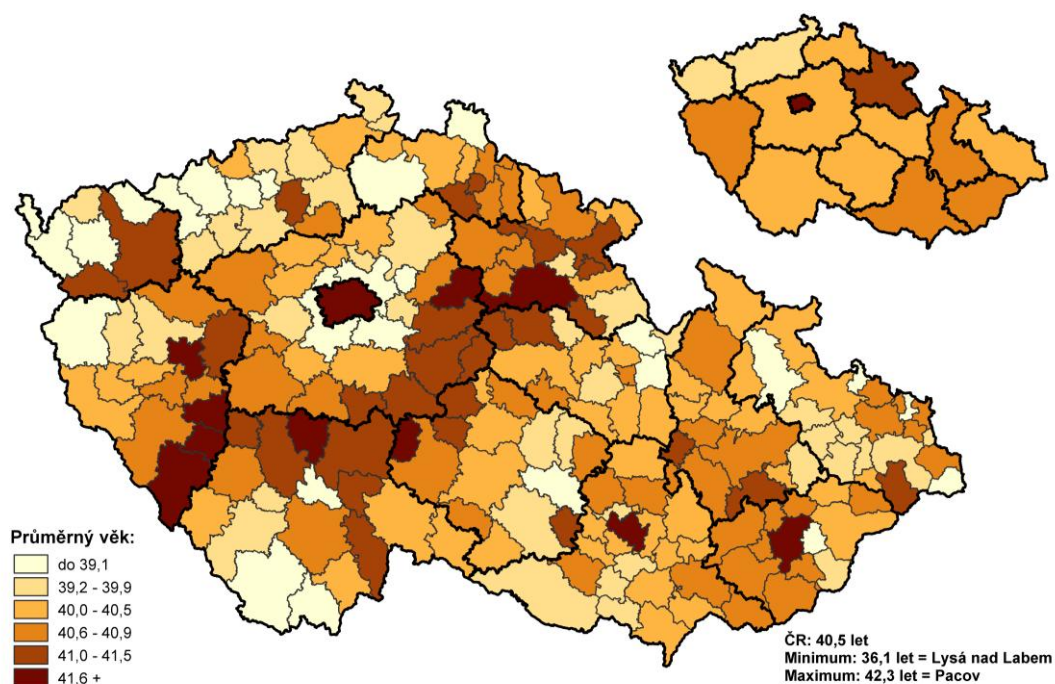 Průměrný věk:
do 39,1
39,2 - 39,9
40,0 - 40,5
40,6 - 40,9
41,0 - 41,5
41,6 +
ČR: 40,5 let
Minimum: 36,1 let = Lysá nad Labem
Maximum: 42,3 let = Pacov